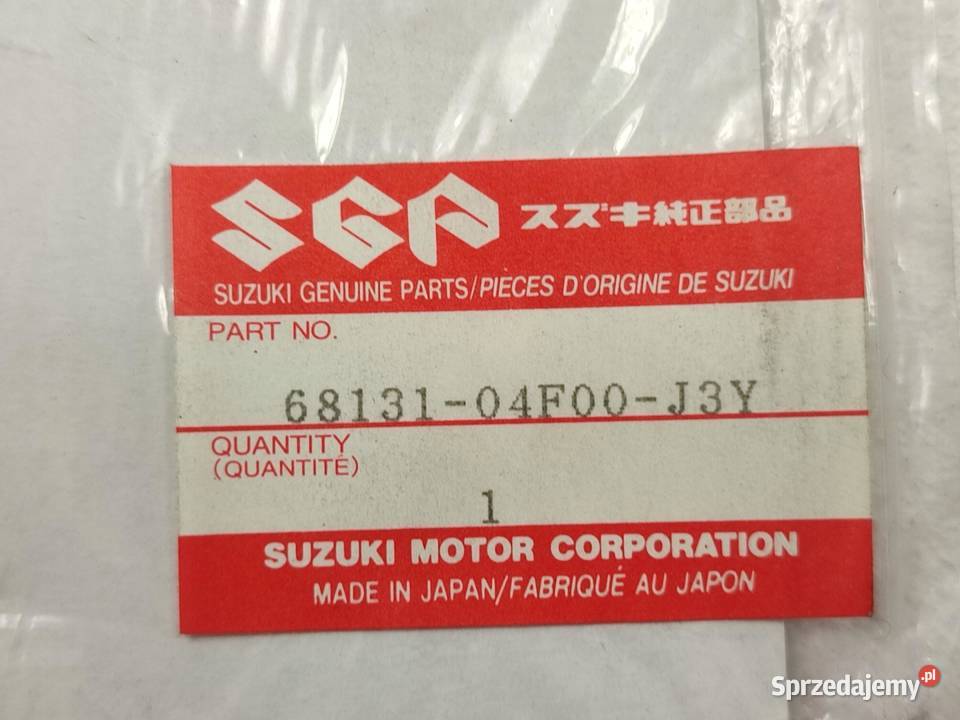 SGP スズキ純正部品
SUZUKI GENUINE PARTS/PIÈCES D'ORIGINE DE SUZUKI
PART NO.
68131-04F00-J3Y
QUANTITY
(QUANTITÉ)
1
SUZUKI MOTOR CORPORATION
MADE IN JAPAN/FABRIQUÉ AU JAPON
Sprzedajemy.pl